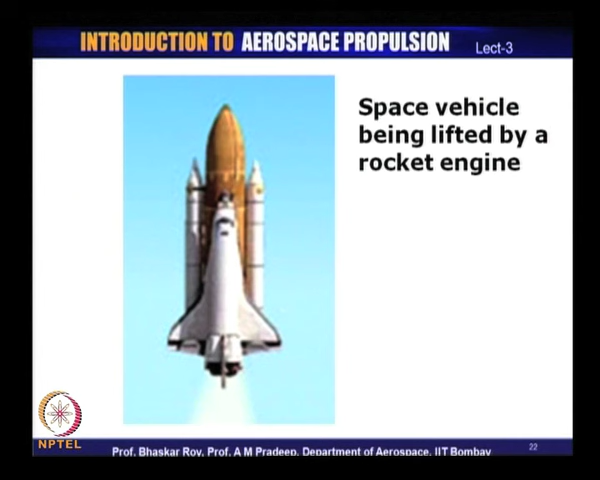 INTRODUCTION TO AEROSPACE PROPULSION
Lect-3
Space vehicle
being lifted by a
rocket engine
NPTEL
Prof. Bhaskar Roy, Prof. A M Pradeep, Department of Aerospace, IIT Bombay
22